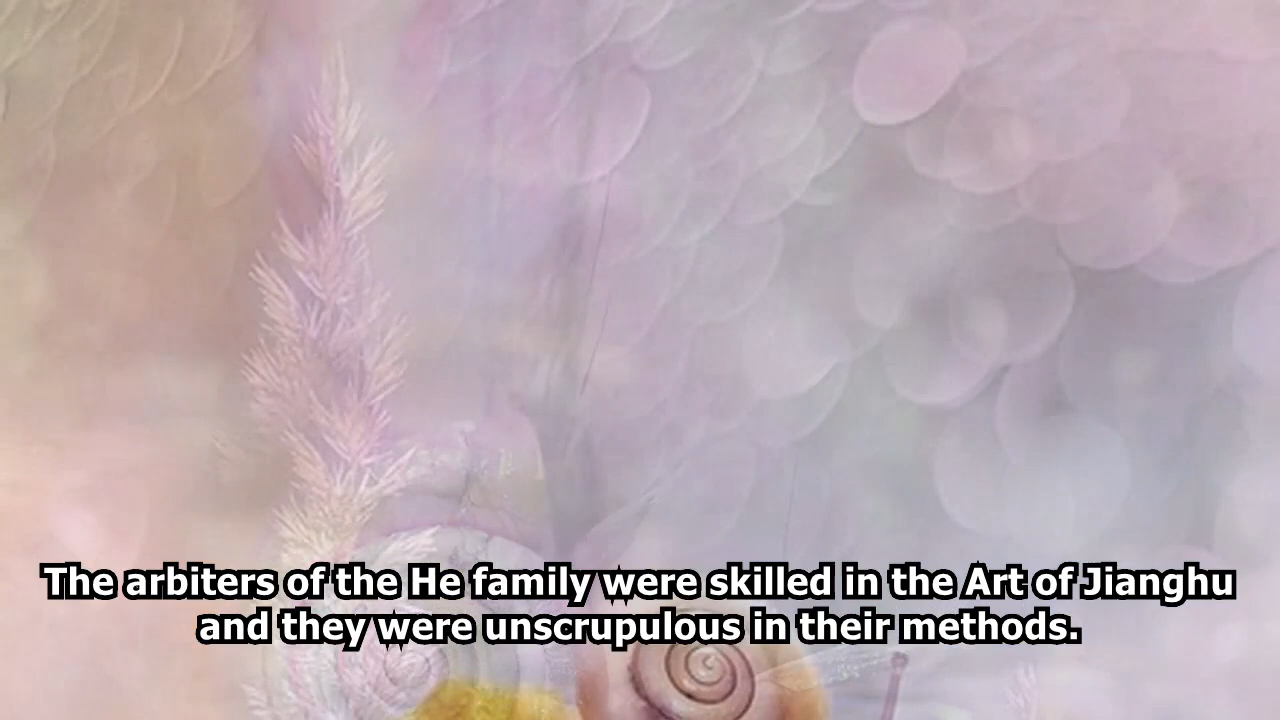 The arbiters of the He family were skilled in the Art of Jianghu
and they were unscrupulous in their methods.